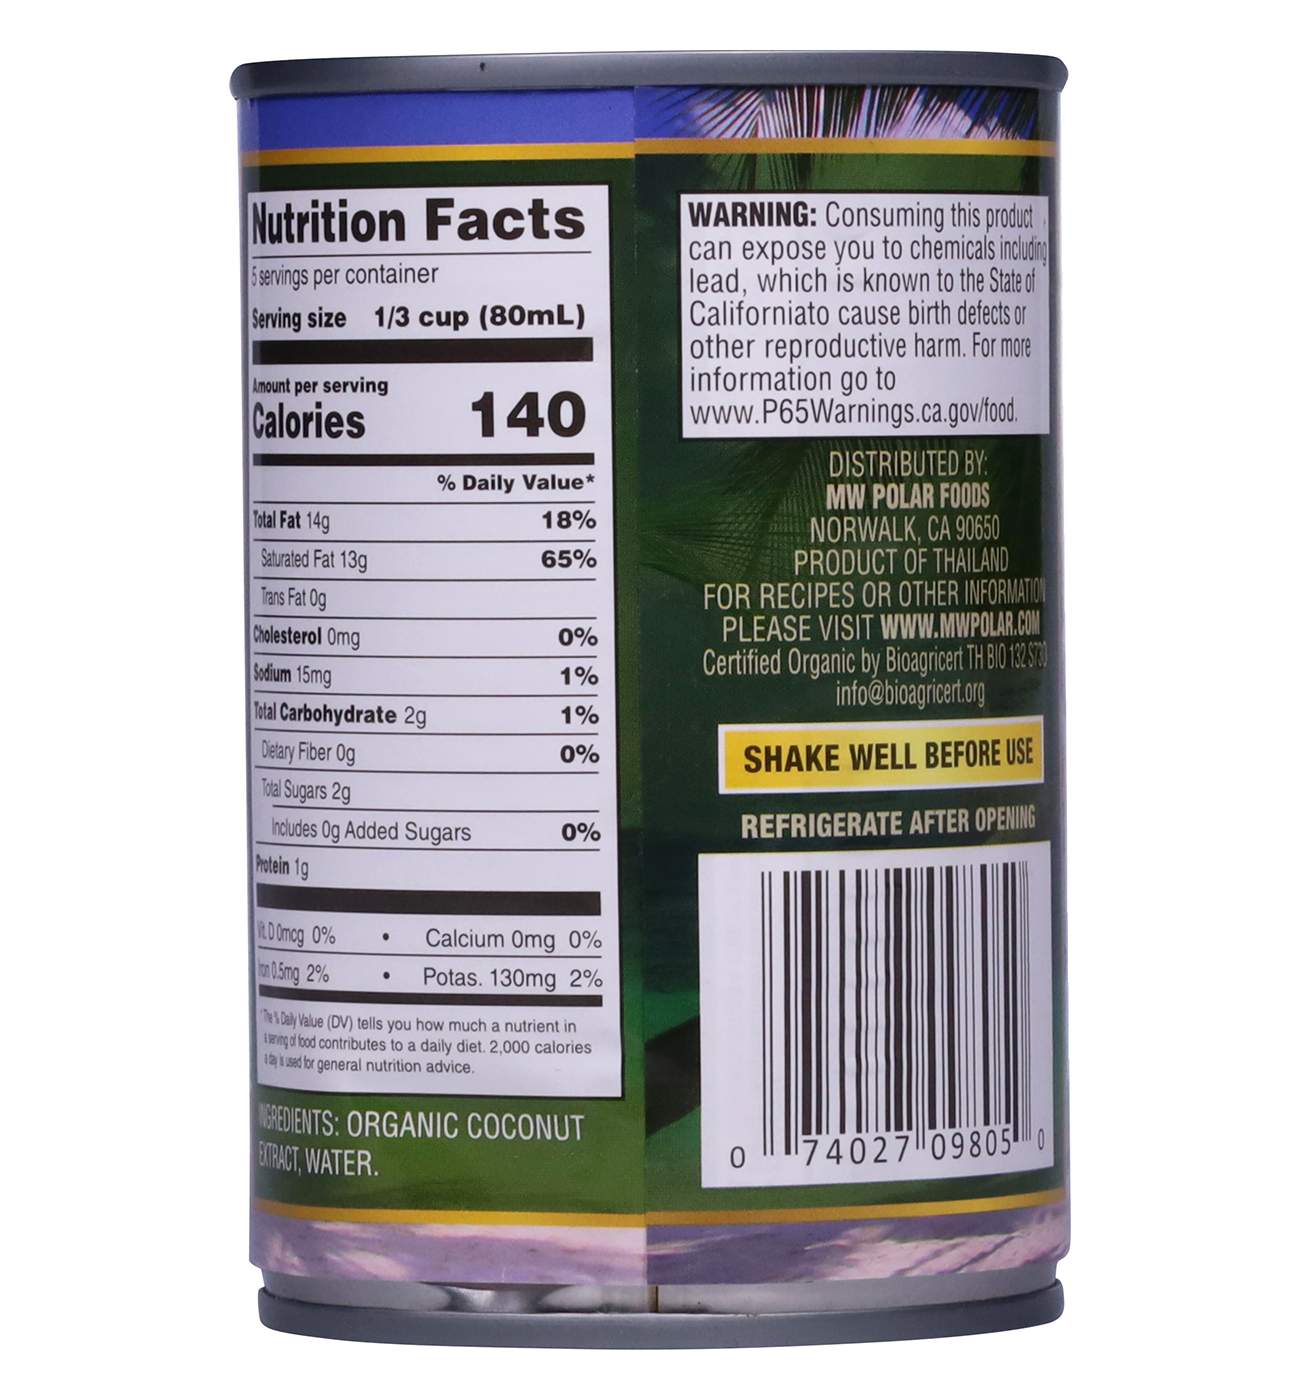 Nutrition Facts
5 servings per container
Serving size 1/3 cup (80mL)
Amount per serving
Calories 140
% Daily Value*
Total Fat 14g 18%
Saturated Fat 13g 65%
Trans Fat 0g
Cholesterol 0mg 0%
Sodium 15mg 1%
Total Carbohydrate 2g 1%
Dietary Fiber 0g 0%
Total Sugars 2g
Includes 0g Added Sugars 0%
Protein 1g
Vit. D 0mcg 0% • Calcium 0mg 0%
Iron 0.5mg 2% • Potas. 130mg 2%
*The % Daily Value (DV) tells you how much a nutrient in
a serving of food contributes to a daily diet. 2,000 calories
a day is used for general nutrition advice.
INGREDIENTS: ORGANIC COCONUT
EXTRACT, WATER.
WARNING: Consuming this product
can expose you to chemicals including
lead, which is known to the State of
Californiato cause birth defects or
other reproductive harm. For more
information go to
www.P65Warnings.ca.gov/food.
DISTRIBUTED BY:
MW POLAR FOODS
NORWALK, CA 90650
PRODUCT OF THAILAND
FOR RECIPES OR OTHER INFORMATION
PLEASE VISIT WWW.MWPOLAR.COM
Certified Organic by Bioagricert TH BIO 132
info@bioagricert.org
SHAKE WELL BEFORE USE
REFRIGERATE AFTER OPENING
0 74027 09805 0